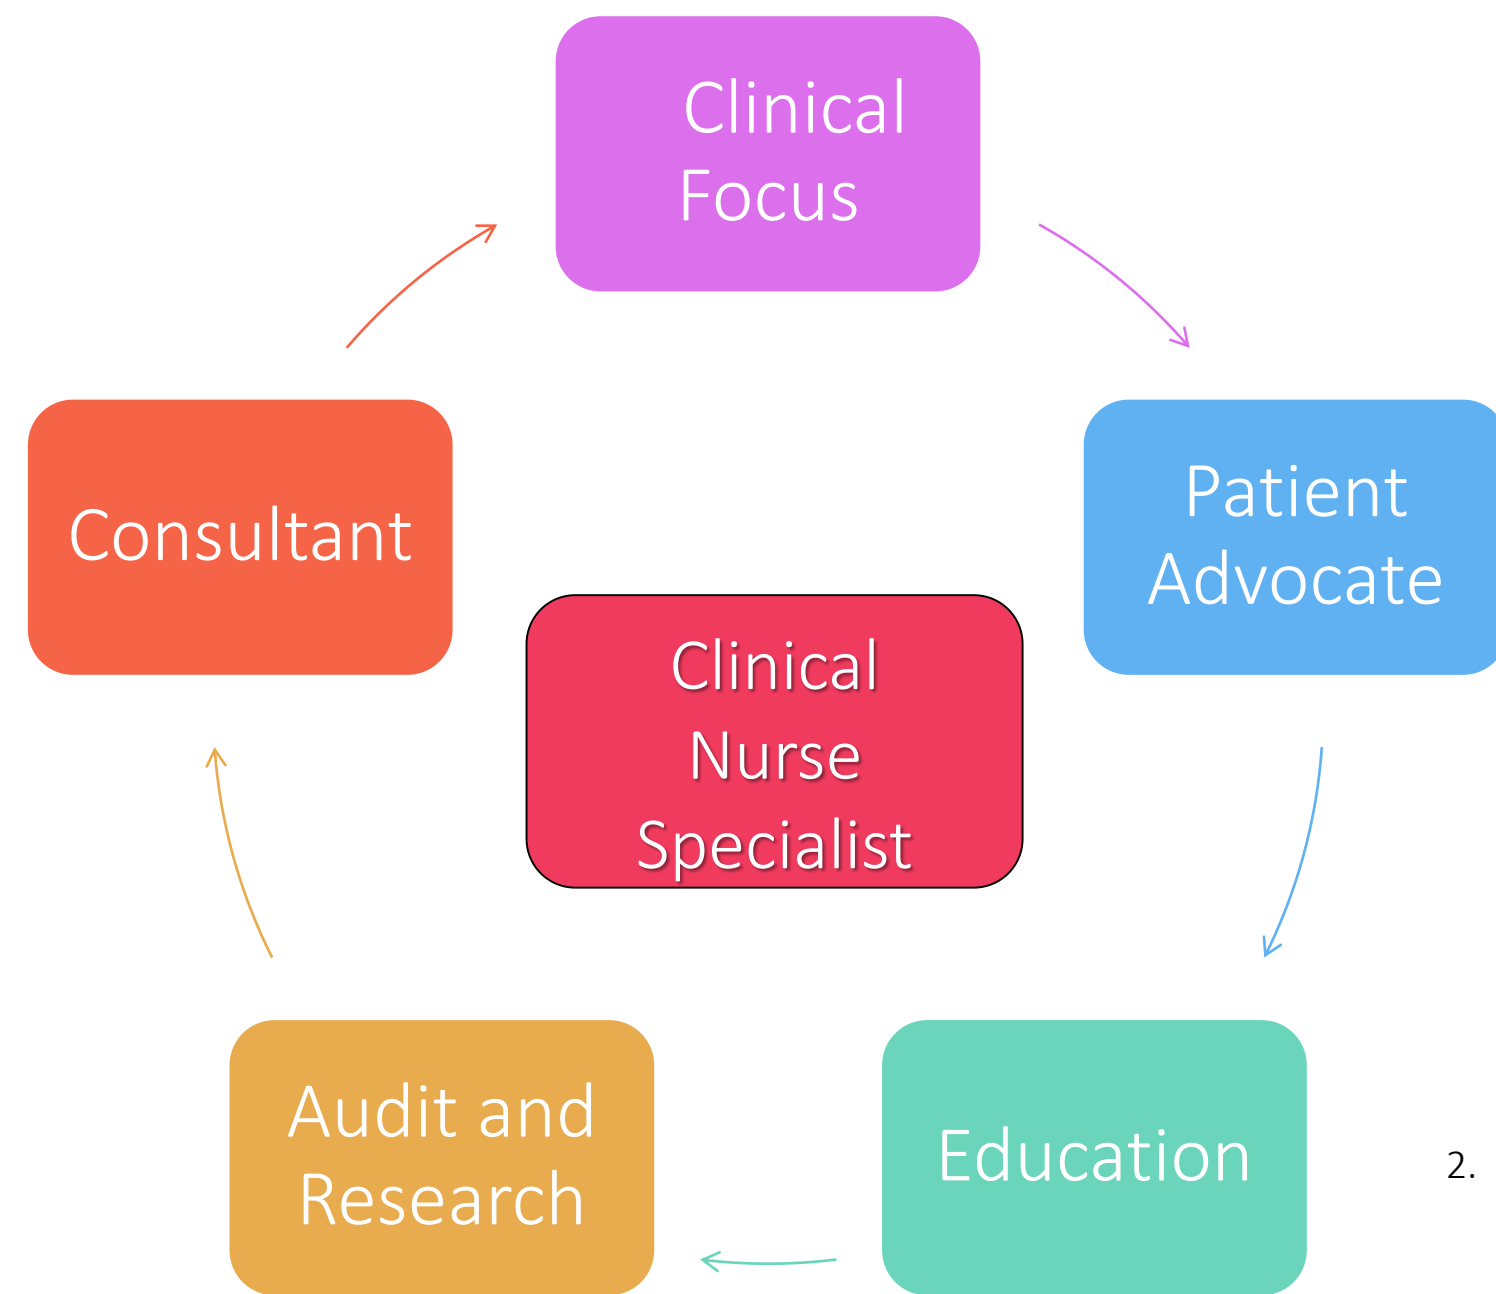 Clinical
Focus
Patient
Advocate
Consultant
Clinical
Nurse
Specialist
Audit and
Research
Education
2.